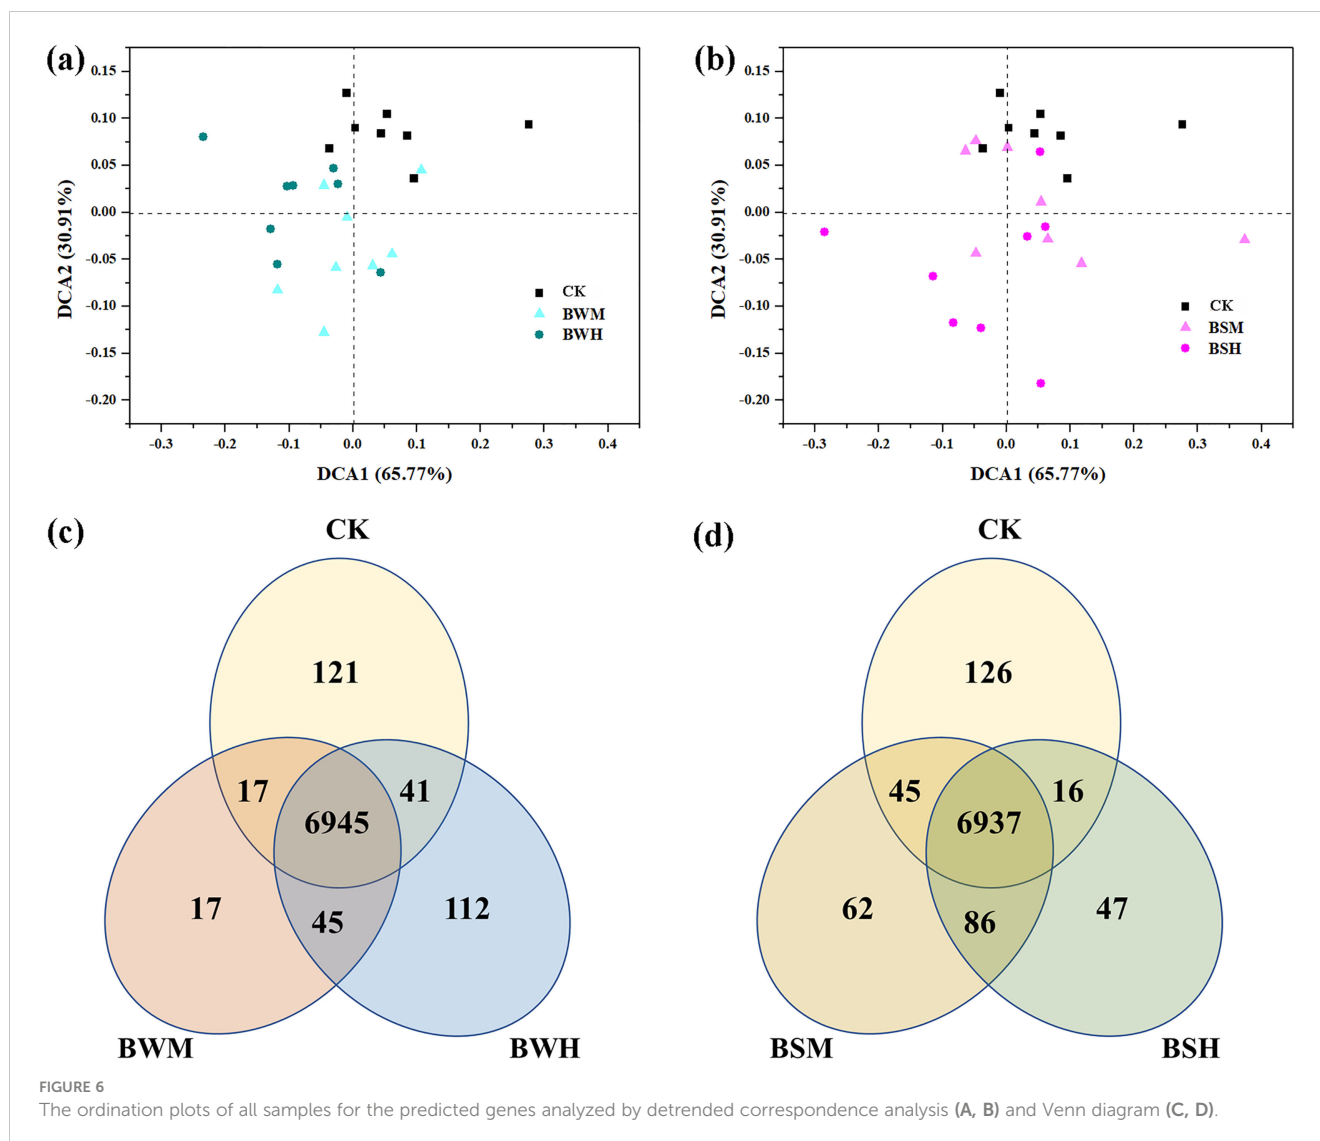 (a)
0.15
0.10
0.05
0.00
-0.05
-0.10
-0.15
-0.20
DCA2 (30.91%)
CK
BWM
BWH
-0.3 -0.2 -0.1 0.0 0.1 0.2 0.3 0.4
DCA1 (65.77%)
(b)
0.15
0.10
0.05
0.00
-0.05
-0.10
-0.15
-0.20
DCA2 (30.91%)
CK
BSM
BSH
-0.3 -0.2 -0.1 0.0 0.1 0.2 0.3 0.4
DCA1 (65.77%)
(c)
CK
121
17
41
6945
17
45
112
BWM
BWH
(d)
CK
126
45
16
6937
62
86
47
BSM
BSH
FIGURE 6
The ordination plots of all samples for the predicted genes analyzed by detrended correspondence analysis (A, B) and Venn diagram (C, D).